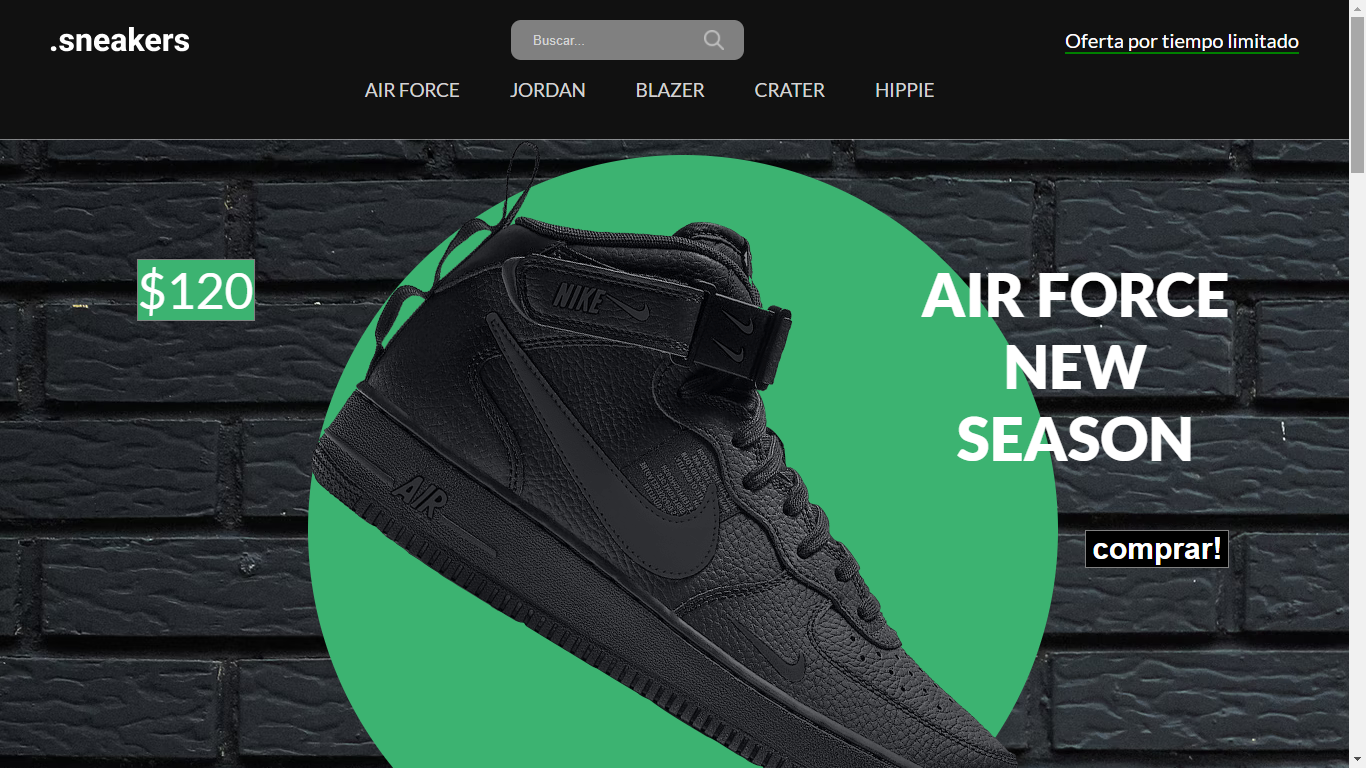 .sneakers
Buscar...
Oferta por tiempo limitado
AIR FORCE JORDAN BLAZER CRATER HIPPIE
$120
AIR FORCE
NEW
SEASON
comprar!
NIKE
AIR